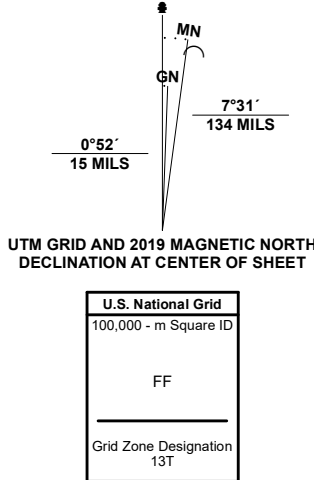 MN
GN
7°31´
134 MILS
0°52´
15 MILS
UTM GRID AND 2019 MAGNETIC NORTH
DECLINATION AT CENTER OF SHEET
U.S. National Grid
100,000 - m Square ID
FF
Grid Zone Designation
13T